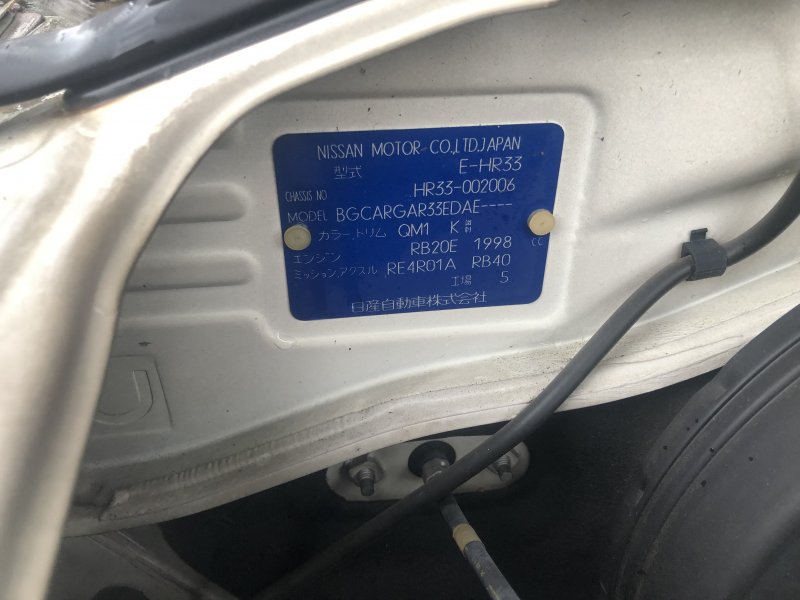 NISSAN MOTOR CO.,LTD.JAPAN
型式 E-HR33
CHASSIS NO HR33-002006
MODEL BGCARGAR33EDAE----
カラー,トリム QM1 K
エンジン RB20E 1998 CC
ミッション,アクスル RE4R01A RB40
工場 5
日産自動車株式会社